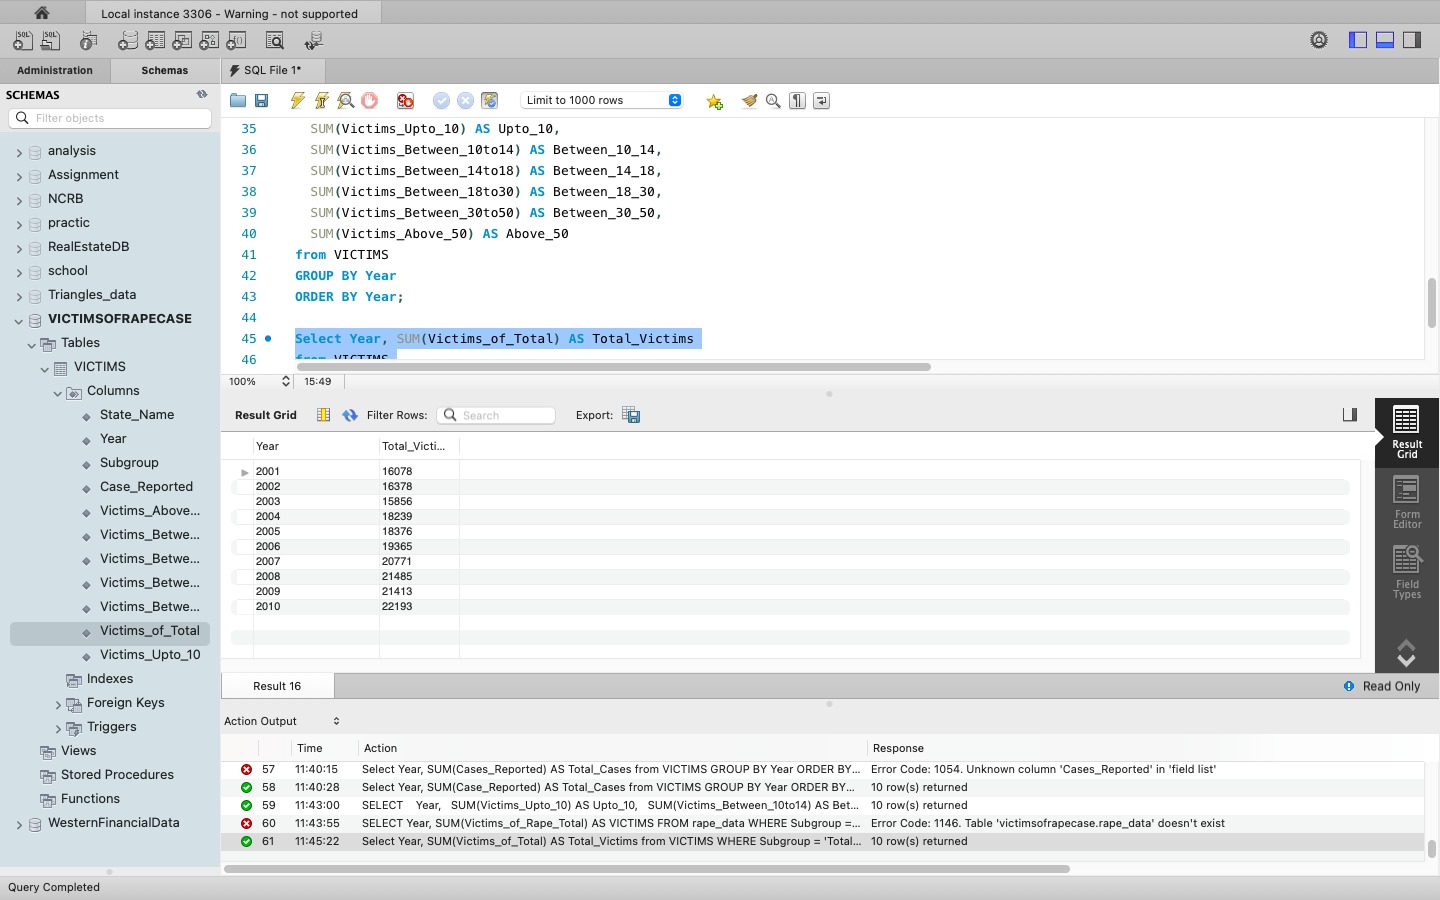 Local instance 3306 - Warning - not supported
Administration
Schemas
SQL File 1*
SCHEMAS
Filter objects
analysis
Assignment
NCRB
practic
RealEstateDB
school
Triangles_data
VICTIMSOFRAPECASE
Tables
VICTIMS
Columns
State_Name
Year
Subgroup
Case_Reported
Victims_Above...
Victims_Betwe...
Victims_Betwe...
Victims_Betwe...
Victims_Betwe...
Victims_of_Total
Victims_Upto_10
Indexes
Foreign Keys
Triggers
Views
Stored Procedures
Functions
WesternFinancialData
Limit to 1000 rows
35 SUM(Victims_Upto_10) AS Upto_10,
36 SUM(Victims_Between_10to14) AS Between_10_14,
37 SUM(Victims_Between_14to18) AS Between_14_18,
38 SUM(Victims_Between_18to30) AS Between_18_30,
39 SUM(Victims_Between_30to50) AS Between_30_50,
40 SUM(Victims_Above_50) AS Above_50
41 from VICTIMS
42 GROUP BY Year
43 ORDER BY Year;
44
45 Select Year, SUM(Victims_of_Total) AS Total_Victims
46 from VICTIMS
100% 15:49
Result Grid Filter Rows: Search Export:
Year Total_Victi...
2001 16078
2002 16378
2003 15856
2004 18239
2005 18376
2006 19365
2007 20771
2008 21485
2009 21413
2010 22193
Result
Grid
Form
Editor
Field
Types
Result 16
Read Only
Action Output
Time Action Response
57 11:40:15 Select Year, SUM(Cases_Reported) AS Total_Cases from VICTIMS GROUP BY Year ORDER BY... Error Code: 1054. Unknown column 'Cases_Reported' in 'field list'
58 11:40:28 Select Year, SUM(Case_Reported) AS Total_Cases from VICTIMS GROUP BY Year ORDER BY... 10 row(s) returned
59 11:43:00 SELECT Year, SUM(Victims_Upto_10) AS Upto_10, SUM(Victims_Between_10to14) AS Bet... 10 row(s) returned
60 11:43:55 SELECT Year, SUM(Victims_of_Rape_Total) AS VICTIMS FROM rape_data WHERE Subgroup =... Error Code: 1146. Table 'victimsofrapecase.rape_data' doesn't exist
61 11:45:22 Select Year, SUM(Victims_of_Total) AS Total_Victims from VICTIMS WHERE Subgroup = 'Total... 10 row(s) returned
Query Completed